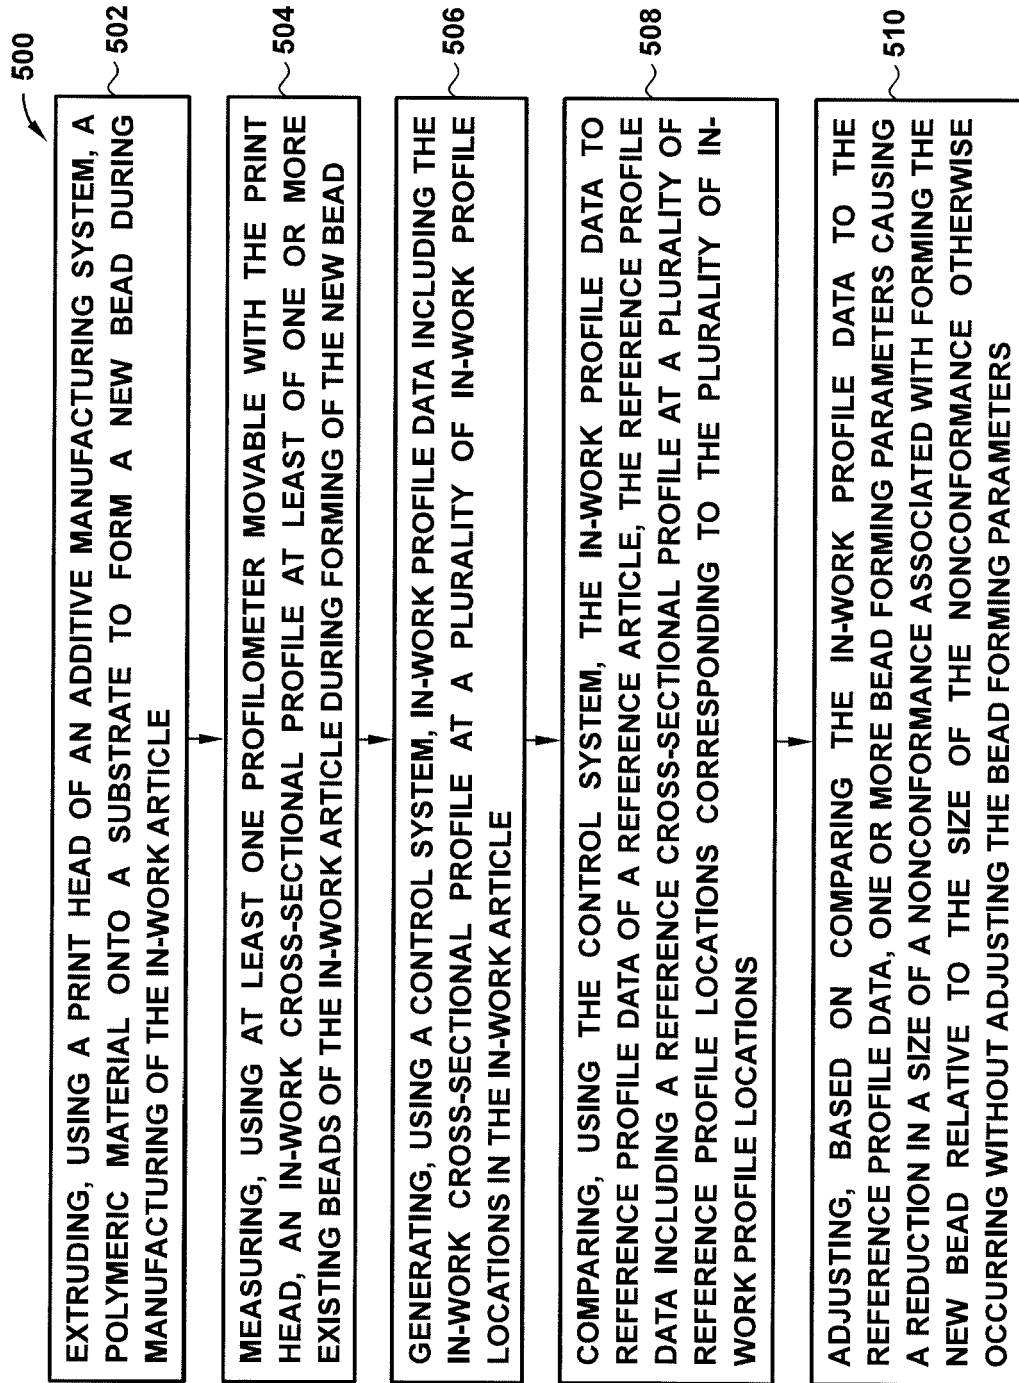 500
EXTRUDING, USING A PRINT HEAD OF AN ADDITIVE MANUFACTURING SYSTEM, A
POLYMERIC MATERIAL ONTO A SUBSTRATE TO FORM A NEW BEAD DURING
MANUFACTURING OF THE IN-WORK ARTICLE
502
MEASURING, USING AT LEAST ONE PROFILOMETER MOVABLE WITH THE PRINT
HEAD, AN IN-WORK CROSS-SECTIONAL PROFILE AT LEAST OF ONE OR MORE
EXISTING BEADS OF THE IN-WORK ARTICLE DURING FORMING OF THE NEW BEAD
504
GENERATING, USING A CONTROL SYSTEM, IN-WORK PROFILE DATA INCLUDING THE
IN-WORK CROSS-SECTIONAL PROFILE AT A PLURALITY OF IN-WORK PROFILE
LOCATIONS IN THE IN-WORK ARTICLE
506
COMPARING, USING THE CONTROL SYSTEM, THE IN-WORK PROFILE DATA TO
REFERENCE PROFILE DATA OF A REFERENCE ARTICLE, THE REFERENCE PROFILE
DATA INCLUDING A REFERENCE CROSS-SECTIONAL PROFILE AT A PLURALITY OF
REFERENCE PROFILE LOCATIONS CORRESPONDING TO THE PLURALITY OF IN-
WORK PROFILE LOCATIONS
508
ADJUSTING, BASED ON COMPARING THE IN-WORK PROFILE DATA TO THE
REFERENCE PROFILE DATA, ONE OR MORE BEAD FORMING PARAMETERS CAUSING
A REDUCTION IN A SIZE OF A NONCONFORMANCE ASSOCIATED WITH FORMING THE
NEW BEAD RELATIVE TO THE SIZE OF THE NONCONFORMANCE OTHERWISE
OCCURRING WITHOUT ADJUSTING THE BEAD FORMING PARAMETERS
510